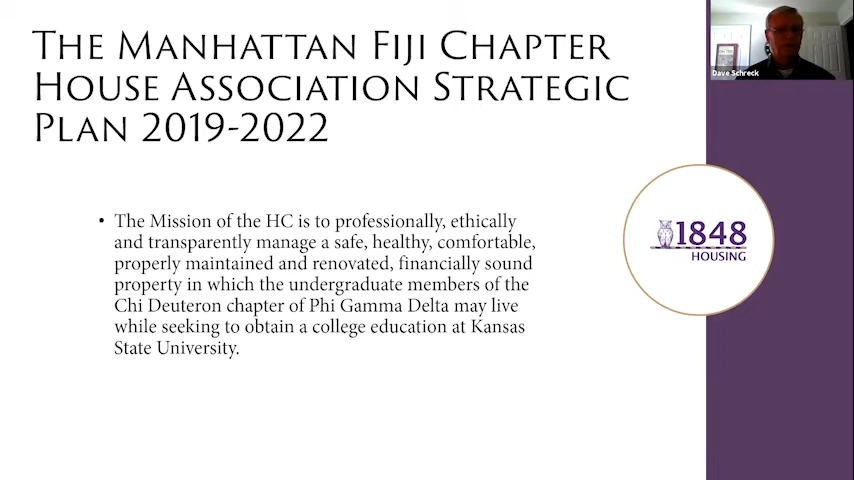 THE MANHATTAN FIJI CHAPTER
HOUSE ASSOCIATION STRATEGIC
PLAN 2019-2022
Dave Schreck
• The Mission of the HC is to professionally, ethically
and transparently manage a safe, healthy, comfortable,
properly maintained and renovated, financially sound
property in which the undergraduate members of the
Chi Deuteron chapter of Phi Gamma Delta may live
while seeking to obtain a college education at Kansas
State University.
1848
HOUSING